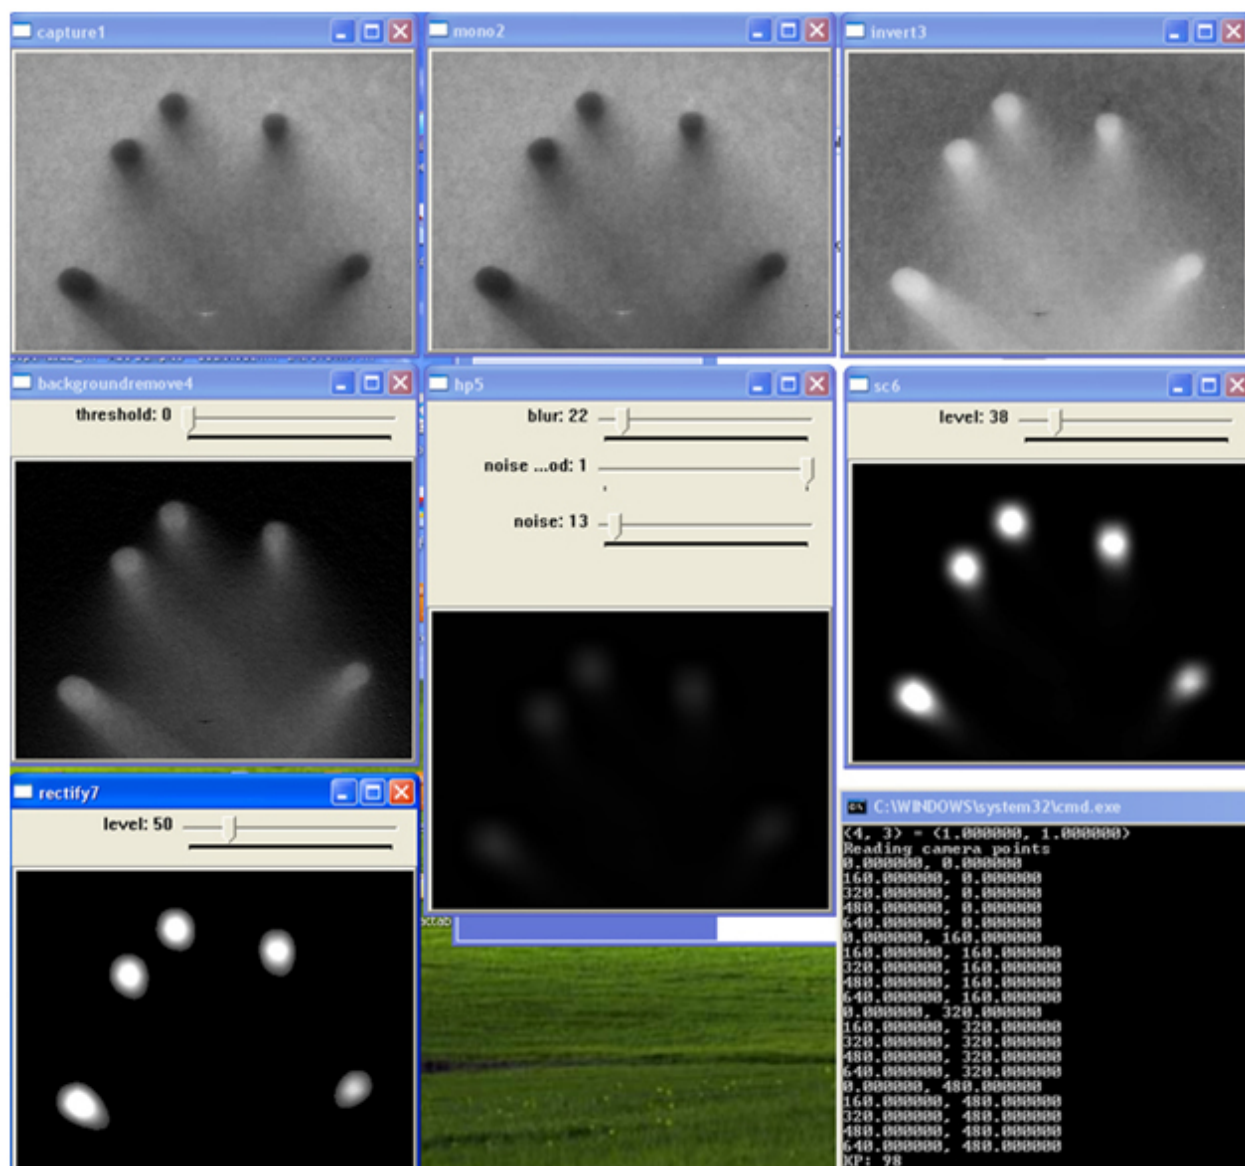 capture1
mono2
invert3
backgroundremove4
threshold: 0
hp5
blur: 22
noise ...od: 1
noise: 13
sc6
level: 38
rectify7
level: 50
C:\WINDOWS\system32\cmd.exe
(4, 3) = (1.000000, 1.000000)
Reading camera points
0.000000, 0.000000
160.000000, 0.000000
320.000000, 0.000000
480.000000, 0.000000
640.000000, 0.000000
0.000000, 160.000000
160.000000, 160.000000
320.000000, 160.000000
480.000000, 160.000000
640.000000, 160.000000
0.000000, 320.000000
160.000000, 320.000000
320.000000, 320.000000
480.000000, 320.000000
640.000000, 320.000000
0.000000, 480.000000
160.000000, 480.000000
320.000000, 480.000000
480.000000, 480.000000
640.000000, 480.000000
KP: 98